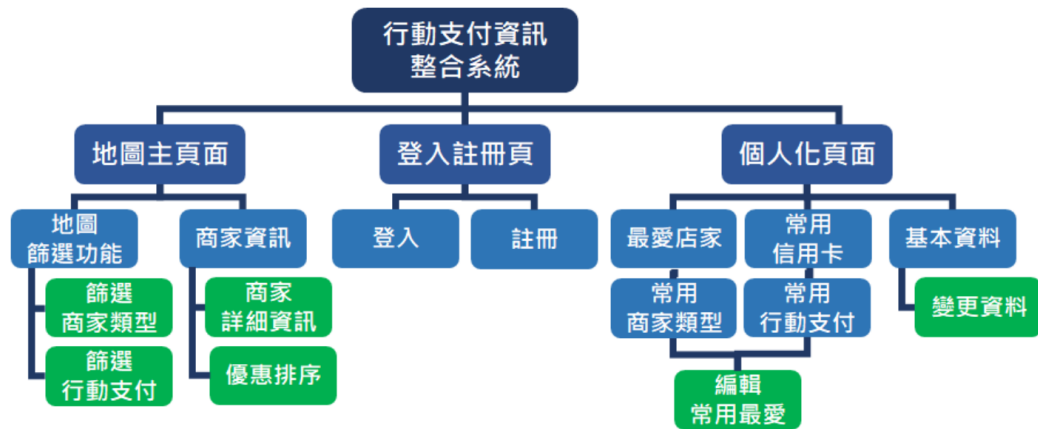 行動支付資訊
整合系統
地圖主頁面
登入註冊頁
個人化頁面
地圖
篩選功能
商家資訊
登入
註冊
最愛店家
常用
信用卡
基本資料
篩選
商家類型
商家
詳細資訊
常用
商家類型
常用
行動支付
變更資料
篩選
行動支付
優惠排序
編輯
常用最愛